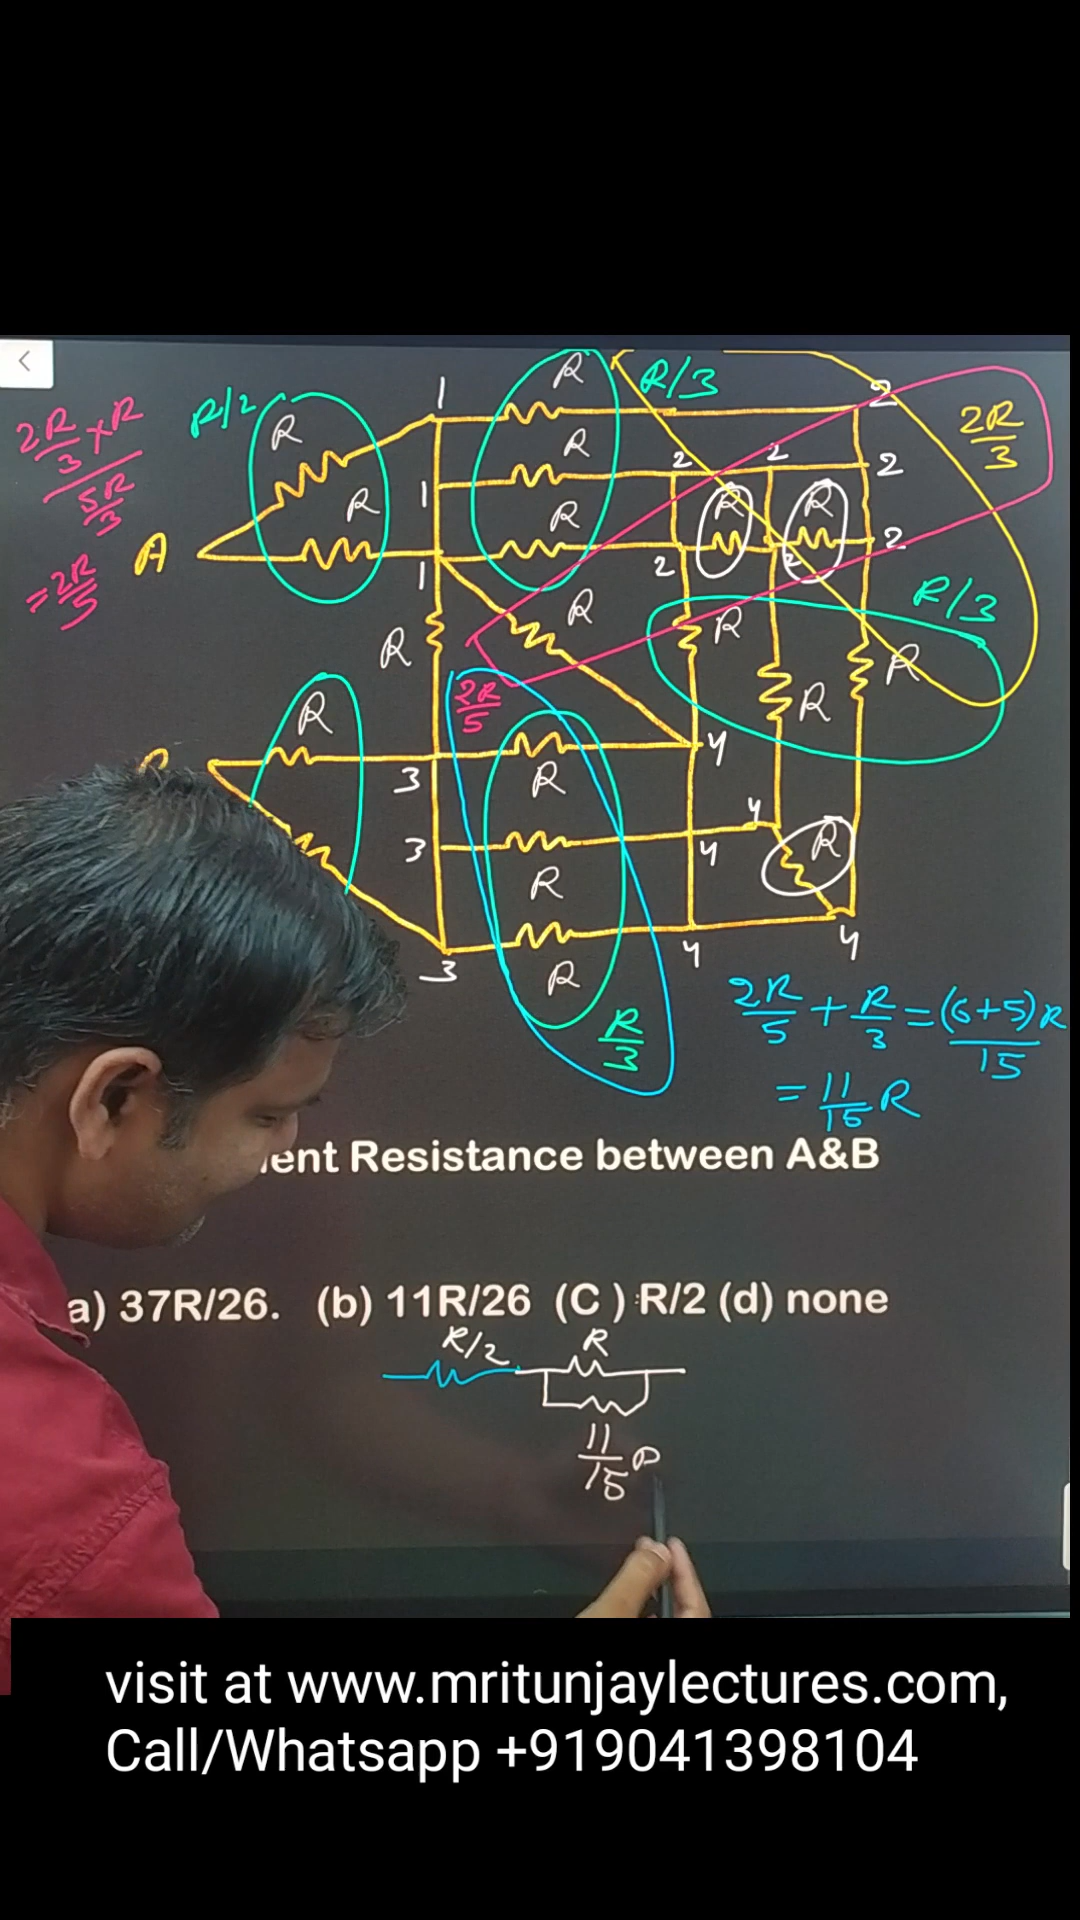 R
R/3
1
2
2R/3
R/2
R
R
2
2
2
2R/3 × R
5R/3
R
1
R
R
R
A
1
2
2
2
= 2R/5
R
R
R/3
R
R
R
2R/5
R
4
3
R
4
3
4
R
R
4
4
3
R
R/3
2R/5 + R/3 = (6+5)R/15
= 11/15 R
ent Resistance between A&B
a) 37R/26. (b) 11R/26 (C ) R/2 (d) none
R/2
R
11/15 R
visit at www.mritunjaylectures.com,
Call/Whatsapp +919041398104